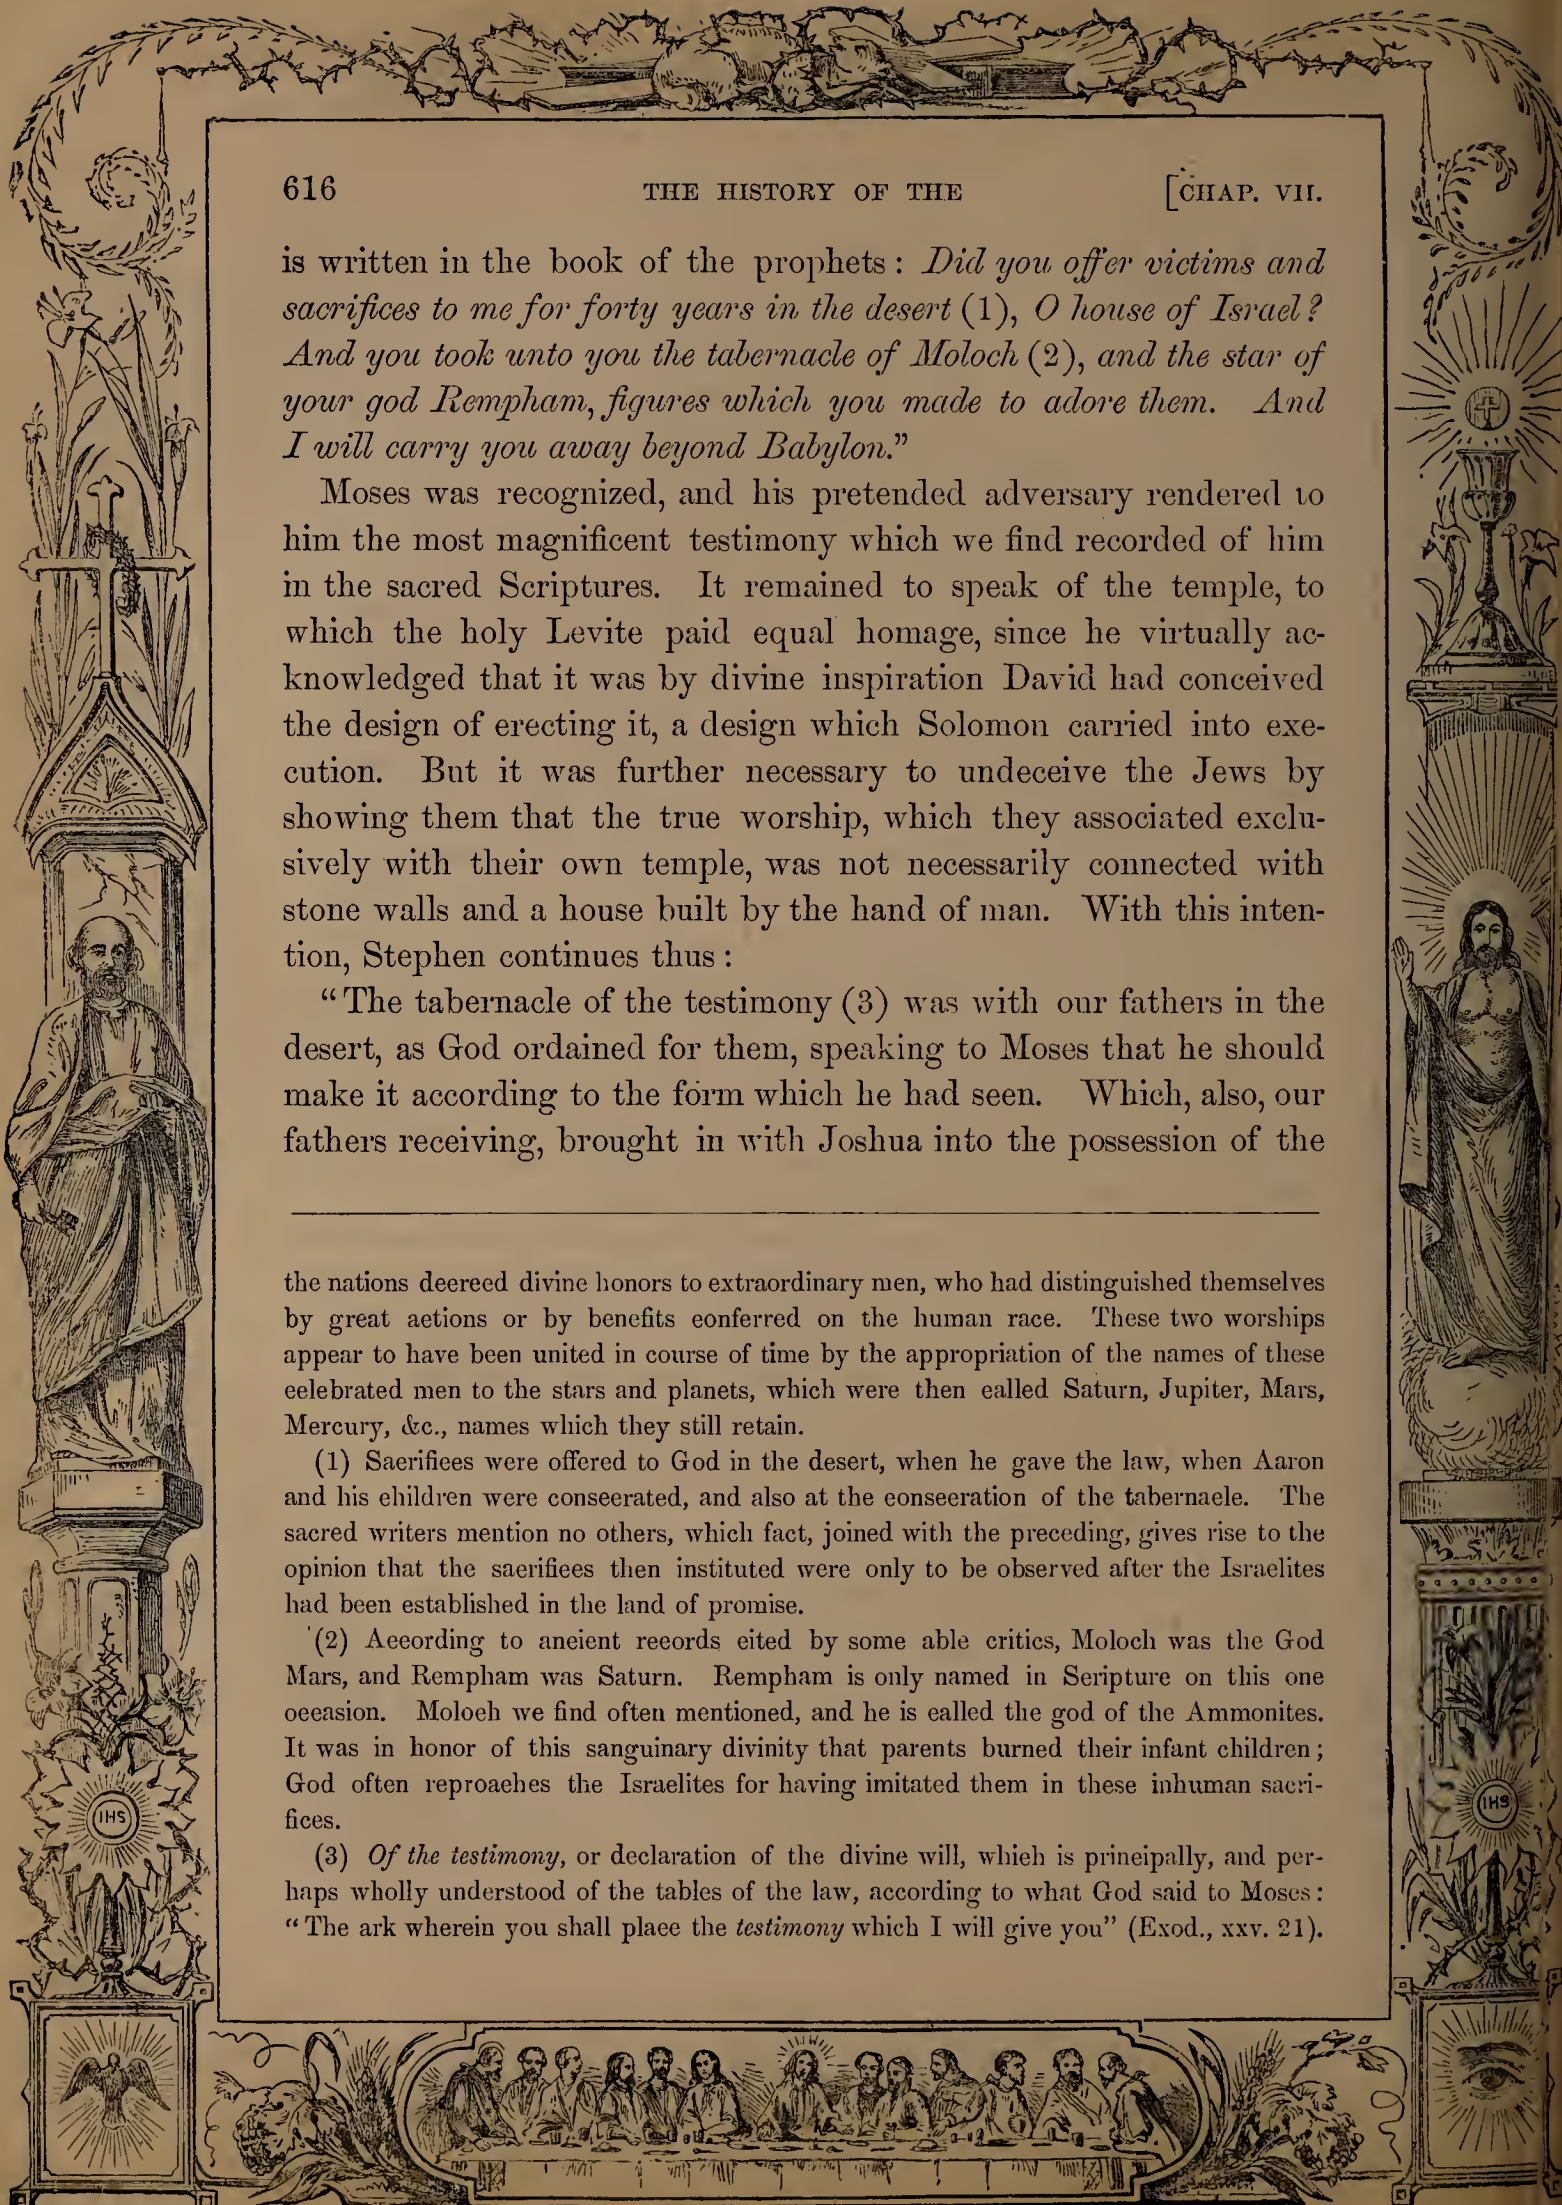 616 THE HISTORY OF THE [CHAP. VII.
is written in the book of the prophets : Did you offer victims and
sacrifices to me for forty years in the desert (1), O house of Israel?
And you took unto you the tabernacle of Moloch (2), and the star of
your god Rempham, figures which you made to adore them. And
I will carry you away beyond Babylon.”
Moses was recognized, and his pretended adversary rendered to
him the most magnificent testimony which we find recorded of him
in the sacred Scriptures. It remained to speak of the temple, to
which the holy Levite paid equal homage, since he virtually ac-
knowledged that it was by divine inspiration David had conceived
the design of erecting it, a design which Solomon carried into exe-
cution. But it was further necessary to undeceive the Jews by
showing them that the true worship, which they associated exclu-
sively with their own temple, was not necessarily connected with
stone walls and a house built by the hand of man. With this inten-
tion, Stephen continues thus :
“The tabernacle of the testimony (3) was with our fathers in the
desert, as God ordained for them, speaking to Moses that he should
make it according to the form which he had seen. Which, also, our
fathers receiving, brought in with Joshua into the possession of the
the nations decreed divine honors to extraordinary men, who had distinguished themselves
by great actions or by benefits conferred on the human race. These two worships
appear to have been united in course of time by the appropriation of the names of these
celebrated men to the stars and planets, which were then called Saturn, Jupiter, Mars,
Mercury, &c., names which they still retain.
(1) Sacrifices were offered to God in the desert, when he gave the law, when Aaron
and his children were consecrated, and also at the consecration of the tabernacle. The
sacred writers mention no others, which fact, joined with the preceding, gives rise to the
opinion that the sacrifices then instituted were only to be observed after the Israelites
had been established in the land of promise.
(2) According to ancient records cited by some able critics, Moloch was the God
Mars, and Rempham was Saturn. Rempham is only named in Scripture on this one
occasion. Moloch we find often mentioned, and he is called the god of the Ammonites.
It was in honor of this sanguinary divinity that parents burned their infant children ;
God often reproaches the Israelites for having imitated them in these inhuman sacri-
fices.
(3) Of the testimony, or declaration of the divine will, which is principally, and per-
haps wholly understood of the tables of the law, according to what God said to Moses :
“The ark wherein you shall place the testimony which I will give you” (Exod., xxv. 21).
IHS
IHS